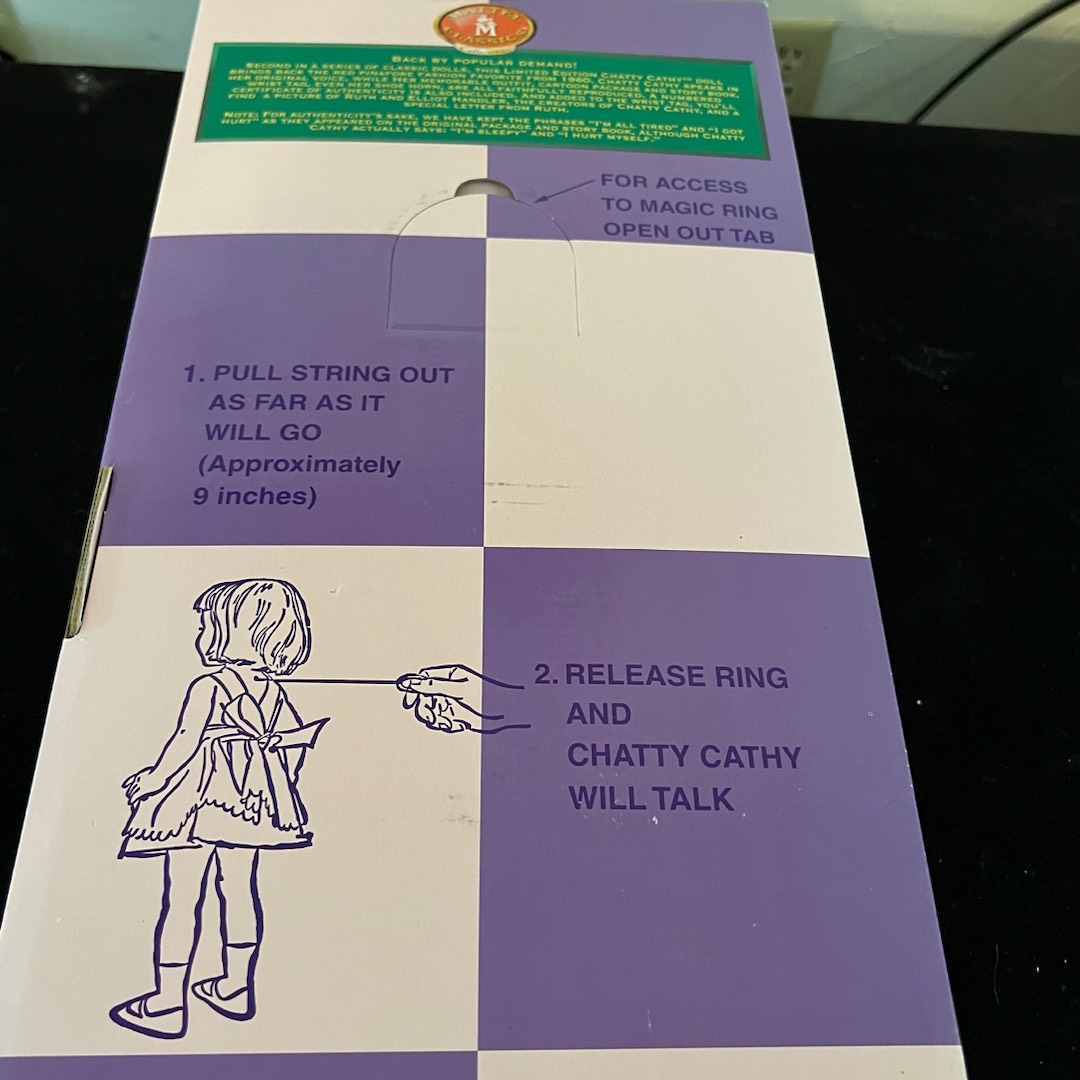 M
CLASSICS
BACK BY POPULAR DEMAND!
SECOND IN A SERIES OF CLASSIC DOLLS, THIS LIMITED EDITION CHATTY CATHY™ DOLL
BRINGS BACK THE RED PINAFORE FASHION FAVORITE FROM 1960. CHATTY CATHY SPEAKS IN
HER ORIGINAL VOICE, WHILE HER MEMORABLE OUTFIT, CARTOON PACKAGE AND STORY BOOK,
WRIST TAG, EVEN HER SHOE HORN, ARE ALL FAITHFULLY REPRODUCED. A NUMBERED
CERTIFICATE OF AUTHENTICITY IS ALSO INCLUDED. AND ADDED TO THE WRIST TAG, YOU'LL
FIND A PICTURE OF RUTH AND ELLIOT HANDLER, THE CREATORS OF CHATTY CATHY, AND A
SPECIAL LETTER FROM RUTH.
NOTE: FOR AUTHENTICITY'S SAKE, WE HAVE KEPT THE PHRASES "I'M ALL TIRED" AND "I GOT
HURT" AS THEY APPEARED ON THE ORIGINAL PACKAGE AND STORY BOOK, ALTHOUGH CHATTY
CATHY ACTUALLY SAYS: "I'M SLEEPY" AND "I HURT MYSELF."
FOR ACCESS
TO MAGIC RING
OPEN OUT TAB
1. PULL STRING OUT
AS FAR AS IT
WILL GO
(Approximately
9 inches)
2. RELEASE RING
AND
CHATTY CATHY
WILL TALK